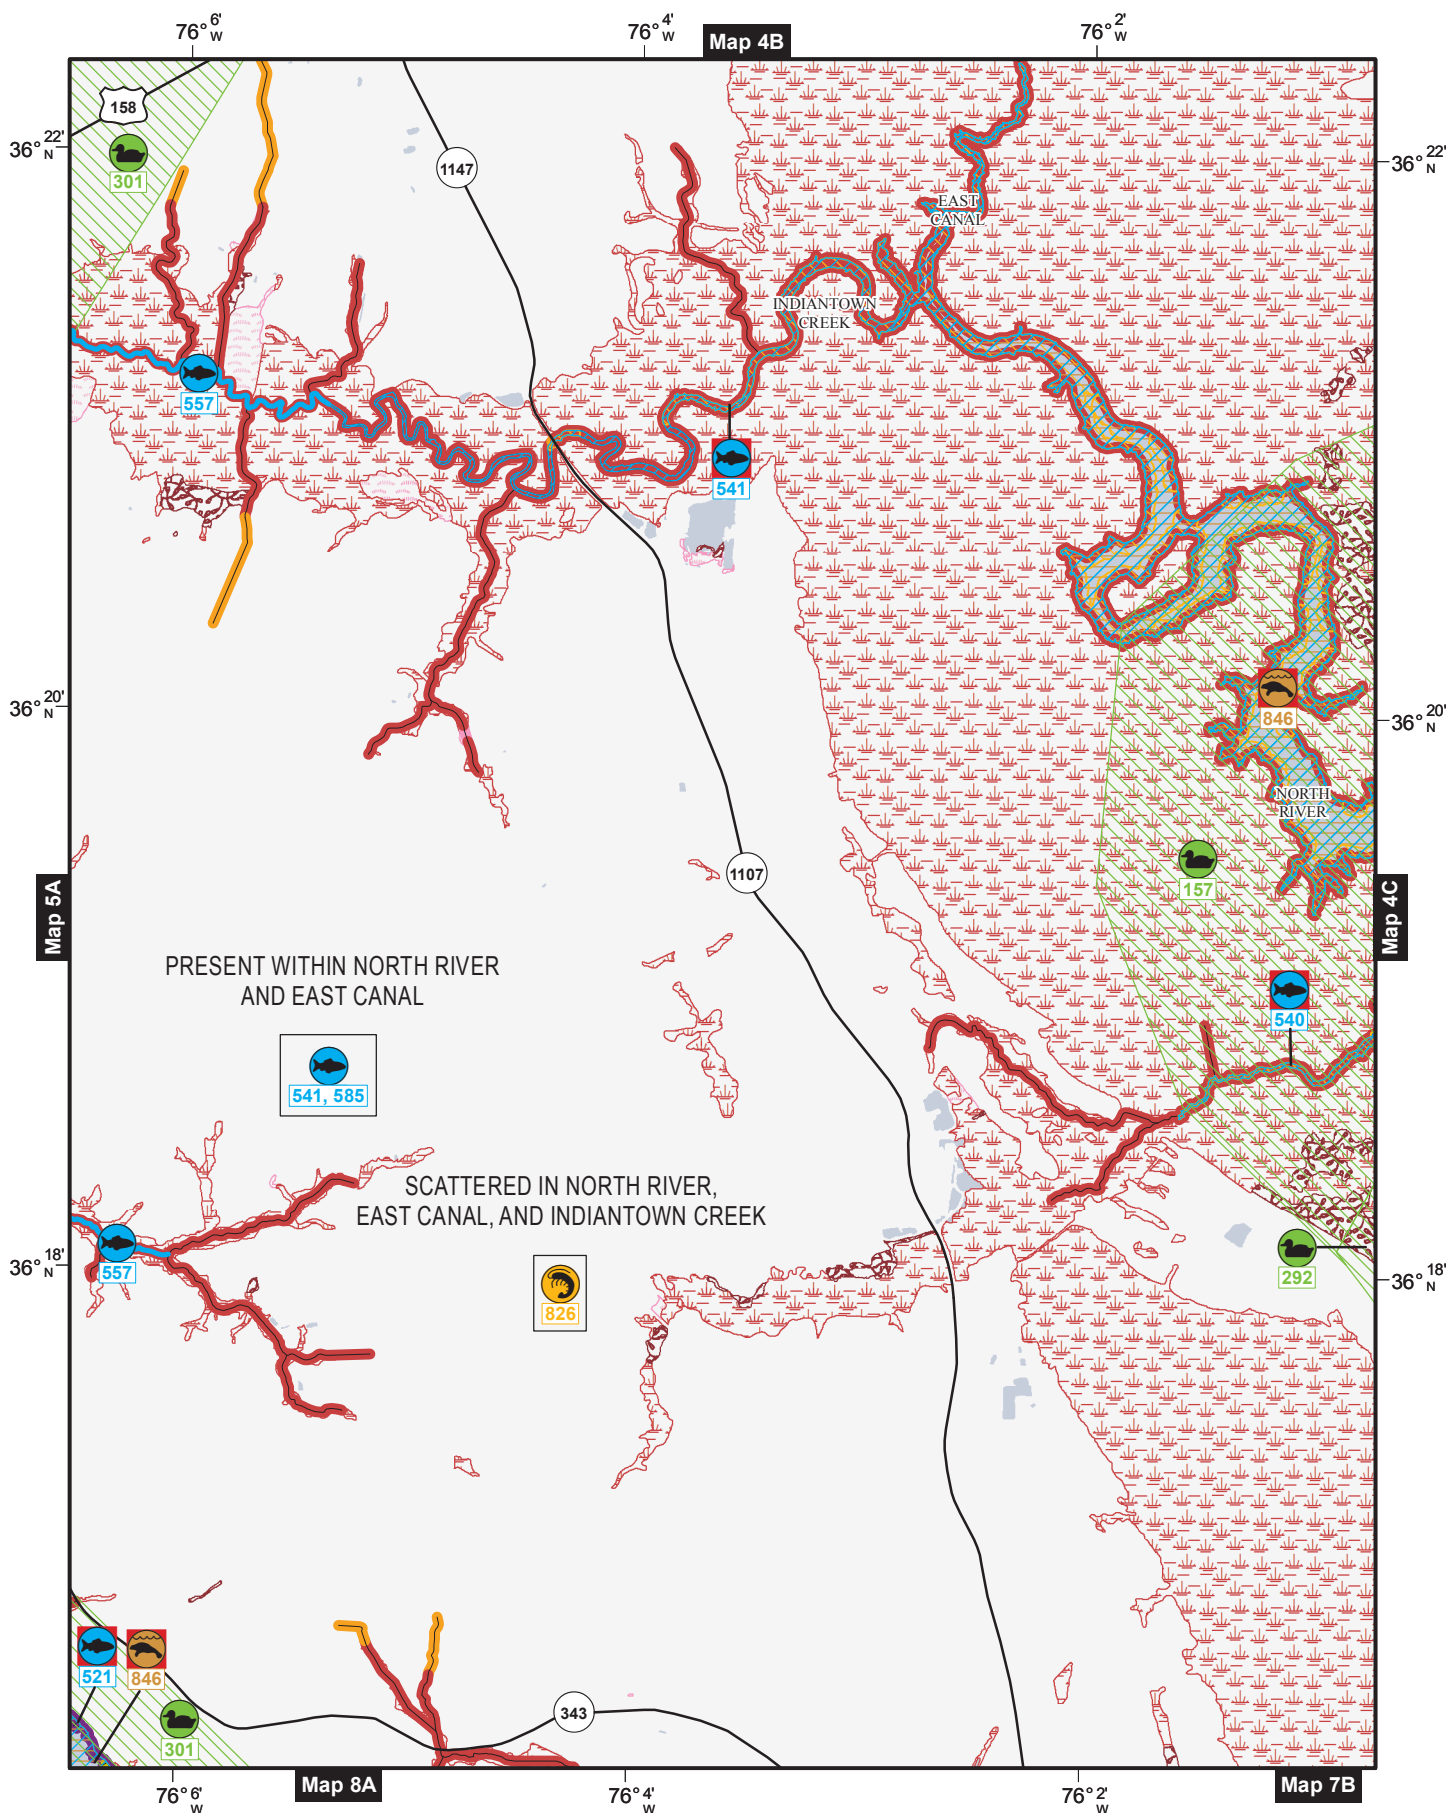 76° 6' W
76° 4' W
76° 2' W
Map 4B
158
36° 22' N
36° 22' N
301
1147
EAST
CANAL
INDIANTOWN
CREEK
557
541
36° 20' N
36° 20' N
846
NORTH
RIVER
157
1107
Map 5A
Map 4C
PRESENT WITHIN NORTH RIVER
AND EAST CANAL
541, 585
540
SCATTERED IN NORTH RIVER,
EAST CANAL, AND INDIANTOWN CREEK
826
557
292
36° 18' N
36° 18' N
521
846
301
343
Map 8A
Map 7B
76° 6' W
76° 4' W
76° 2' W